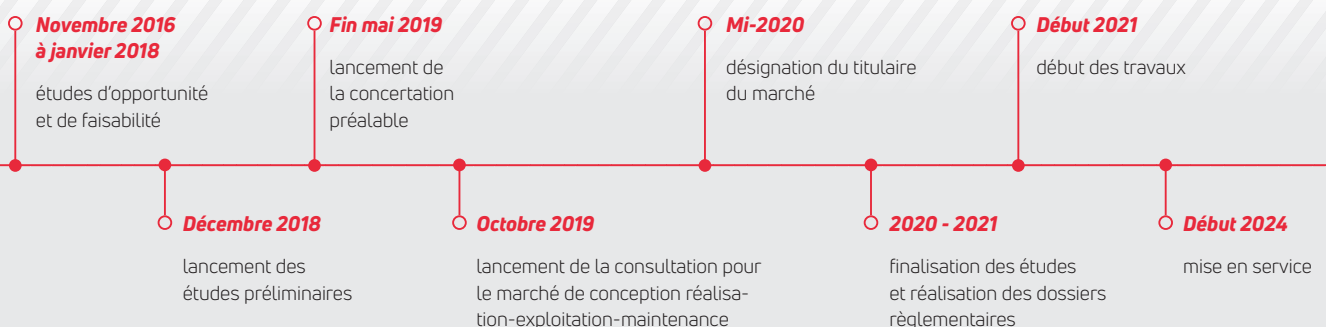 Novembre 2016
à janvier 2018
études d'opportunité
et de faisabilité
Fin mai 2019
lancement de
la concertation
préalable
Mi-2020
désignation du titulaire
du marché
Début 2021
début des travaux
Décembre 2018
lancement des
études préliminaires
Octobre 2019
lancement de la consultation pour
le marché de conception réalisa-
tion-exploitation-maintenance
2020 - 2021
finalisation des études
et réalisation des dossiers
règlementaires
Début 2024
mise en service